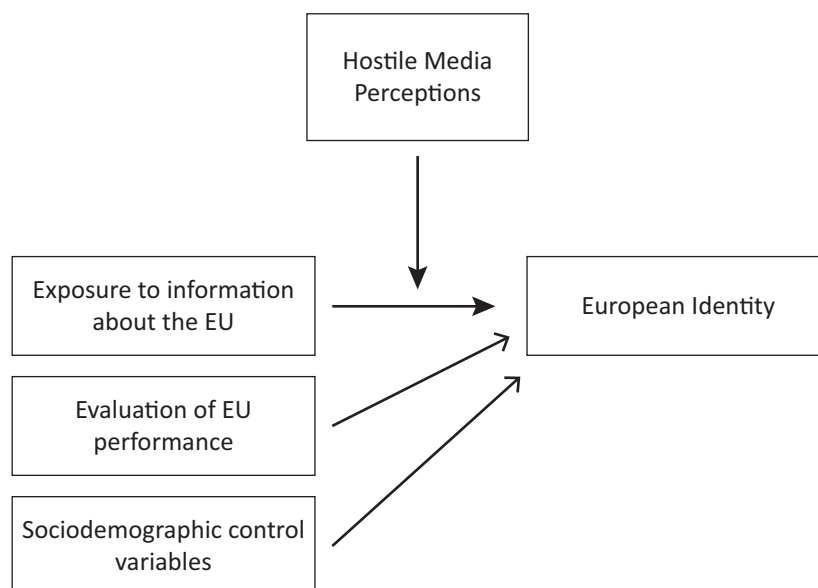 Hostile Media
Perceptions
Exposure to information
about the EU
European Identity
Evaluation of EU
performance
Sociodemographic control
variables